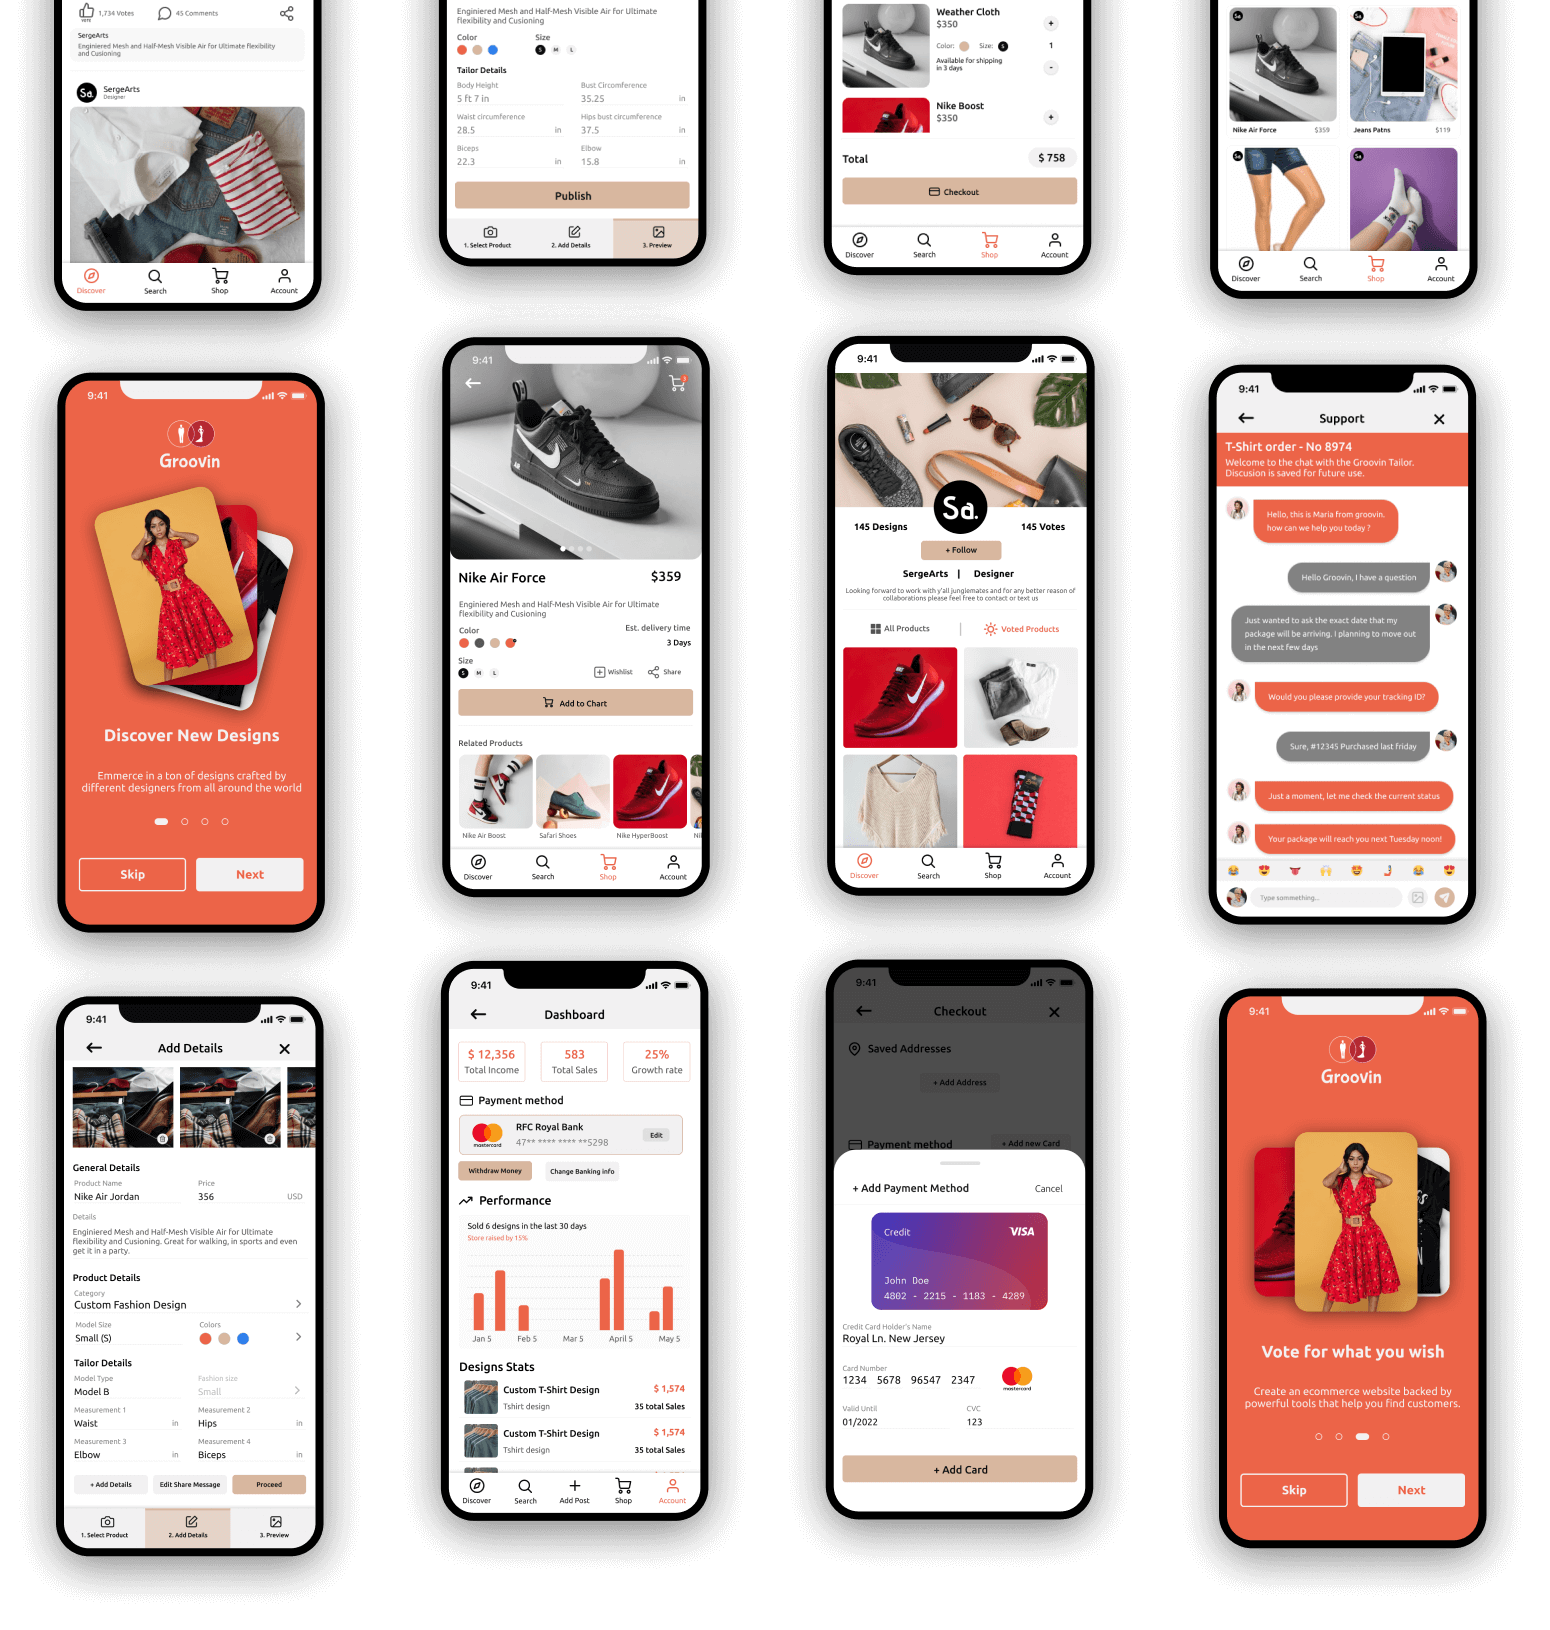 1,734 Votes
45 Comments
SergeArts
Enginiered Mesh and Half-Mesh Visible Air for Ultimate flexibility
and Cusioning
Sa.
SergeArts
Designer
Discover
Search
Shop
Account
Enginiered Mesh and Half-Mesh Visible Air for Ultimate
flexibility and Cusioning
Color
Size
S
M
L
Tailor Details
Body Height
Bust Circomference
5 ft 7 in
35.25
in
Waist circumference
Hips bust circumference
28.5
in
37.5
in
Biceps
Elbow
22.3
in
15.8
in
Publish
1. Select Product
2. Add Details
3. Preview
Weather Cloth
$350
+
Color:
Size:
S
1
Available for shipping
in 3 days
-
Nike Boost
$350
+
Total
$ 758
Checkout
Discover
Search
Shop
Account
Sa
Sa
Nike Air Force
$359
Jeans Patns
$119
Sa
Sa
Discover
Search
Shop
Account
9:41
Groovin
Discover New Designs
Emmerce in a ton of designs crafted by
different designers from all around the world
Skip
Next
9:41
Nike Air Force
$359
Enginiered Mesh and Half-Mesh Visible Air for Ultimate
flexibility and Cusioning
Color
Est. delivery time
3 Days
Size
S
M
L
Wishlist
Share
Add to Chart
Related Products
Nike Air Boost
Safari Shoes
Nike HyperBoost
Ni
Discover
Search
Shop
Account
9:41
Sa.
145 Designs
145 Votes
+ Follow
SergeArts | Designer
Looking forward to work with y'all junglemates and for any better reason of
collaborations please feel free to contact or text us
All Products
Voted Products
Discover
Search
Shop
Account
9:41
Support
T-Shirt order - No 8974
Welcome to the chat with the Groovin Tailor.
Discusion is saved for future use.
Hello, this is Maria from groovin,
how can we help you today ?
Hello Groovin, I have a question
Just wanted to ask the exact date that my
package will be arriving. I planning to move out
in the next few days
Would you please provide your tracking ID?
Sure, #12345 Purchased last friday
Just a moment, let me check the current status
Your package will reach you next Tuesday noon!
Type sommething...
9:41
Add Details
General Details
Product Name
Price
Nike Air Jordan
356
USD
Details
Enginiered Mesh and Half-Mesh Visible Air for Ultimate
flexibility and Cusioning. Great for walking, in sports and even
get it in a party.
Product Details
Category
Custom Fashion Design
Model Size
Colors
Small (S)
Tailor Details
Model Type
Fashion size
Model B
Small
Measurement 1
Measurement 2
Waist
in
Hips
in
Measurement 3
Measurement 4
Elbow
in
Biceps
in
+ Add Details
Edit Share Message
Proceed
1. Select Product
2. Add Details
3. Preview
9:41
Dashboard
$ 12,356
583
25%
Total Income
Total Sales
Growth rate
Payment method
RFC Royal Bank
47** **** **** **5298
mastercard
Edit
Withdraw Money
Change Banking info
Performance
Sold 6 designs in the last 30 days
Store raised by 15%
Jan 5
Feb 5
Mar 5
April 5
May 5
Designs Stats
Custom T-Shirt Design
$ 1,574
Tshirt design
35 total Sales
Custom T-Shirt Design
$ 1,574
Tshirt design
35 total Sales
Discover
Search
Add Post
Shop
Account
9:41
Checkout
Saved Addresses
+ Add Address
Payment method
+ Add new Card
+ Add Payment Method
Cancel
Credit
VISA
John Doe
4802 - 2215 - 1183 - 4289
Credit Card Holder's Name
Royal Ln. New Jersey
Card Number
1234 5678 96547 2347
mastercard
Valid Until
CVC
01/2022
123
+ Add Card
9:41
Groovin
Vote for what you wish
Create an ecommerce website backed by
powerful tools that help you find customers.
Skip
Next